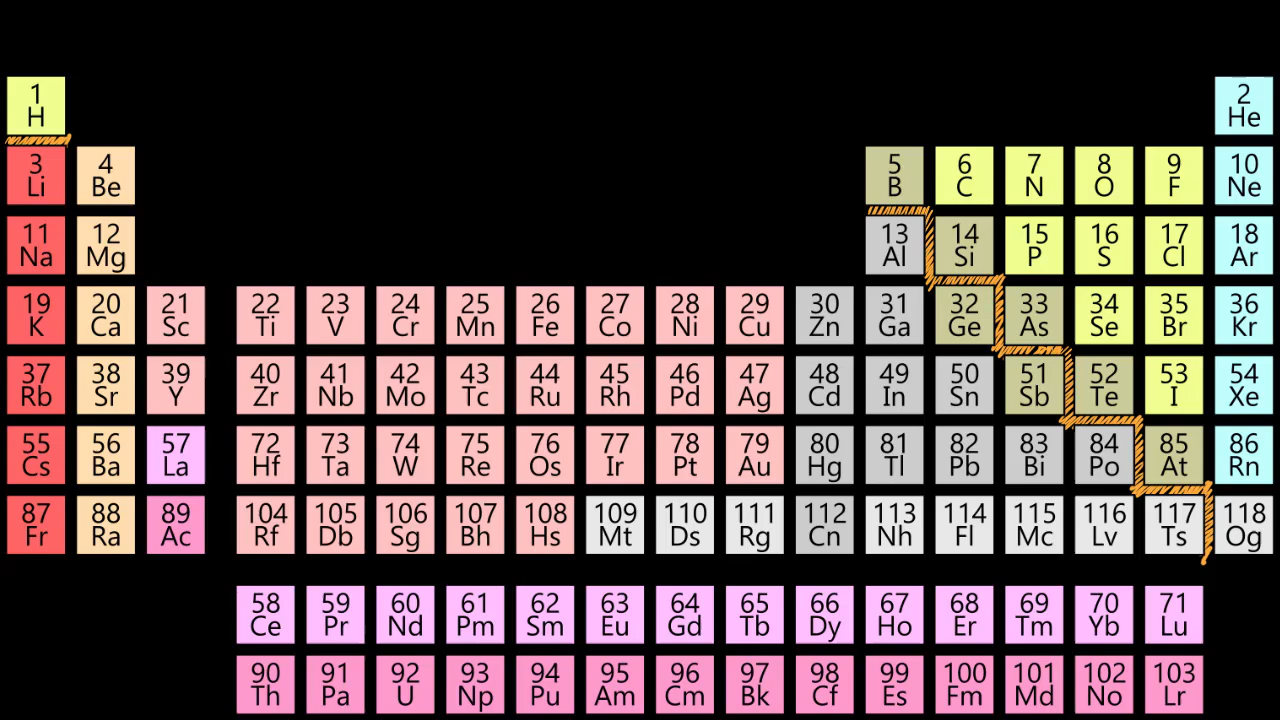 1 2
H He
3 4 5 6 7 8 9 10
Li Be B C N O F Ne
11 12 13 14 15 16 17 18
Na Mg Al Si P S Cl Ar
19 20 21 22 23 24 25 26 27 28 29 30 31 32 33 34 35 36
K Ca Sc Ti V Cr Mn Fe Co Ni Cu Zn Ga Ge As Se Br Kr
37 38 39 40 41 42 43 44 45 46 47 48 49 50 51 52 53 54
Rb Sr Y Zr Nb Mo Tc Ru Rh Pd Ag Cd In Sn Sb Te I Xe
55 56 57 72 73 74 75 76 77 78 79 80 81 82 83 84 85 86
Cs Ba La Hf Ta W Re Os Ir Pt Au Hg Tl Pb Bi Po At Rn
87 88 89 104 105 106 107 108 109 110 111 112 113 114 115 116 117 118
Fr Ra Ac Rf Db Sg Bh Hs Mt Ds Rg Cn Nh Fl Mc Lv Ts Og
58 59 60 61 62 63 64 65 66 67 68 69 70 71
Ce Pr Nd Pm Sm Eu Gd Tb Dy Ho Er Tm Yb Lu
90 91 92 93 94 95 96 97 98 99 100 101 102 103
Th Pa U Np Pu Am Cm Bk Cf Es Fm Md No Lr